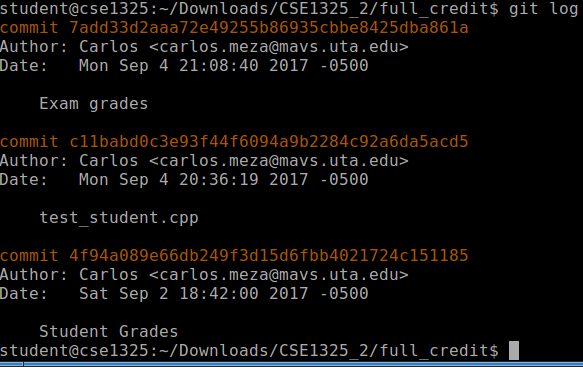 student@cse1325:~/Downloads/CSE1325_2/full_credit$ git log
commit 7add33d2aaa72e49255b86935cbbe8425dba861a
Author: Carlos <carlos.meza@mavs.uta.edu>
Date:   Mon Sep 4 21:08:40 2017 -0500
Exam grades
commit c11babd0c3e93f44f6094a9b2284c92a6da5acd5
Author: Carlos <carlos.meza@mavs.uta.edu>
Date:   Mon Sep 4 20:36:19 2017 -0500
test_student.cpp
commit 4f94a089e66db249f3d15d6fbb4021724c151185
Author: Carlos <carlos.meza@mavs.uta.edu>
Date:   Sat Sep 2 18:42:00 2017 -0500
Student Grades
student@cse1325:~/Downloads/CSE1325_2/full_credit$